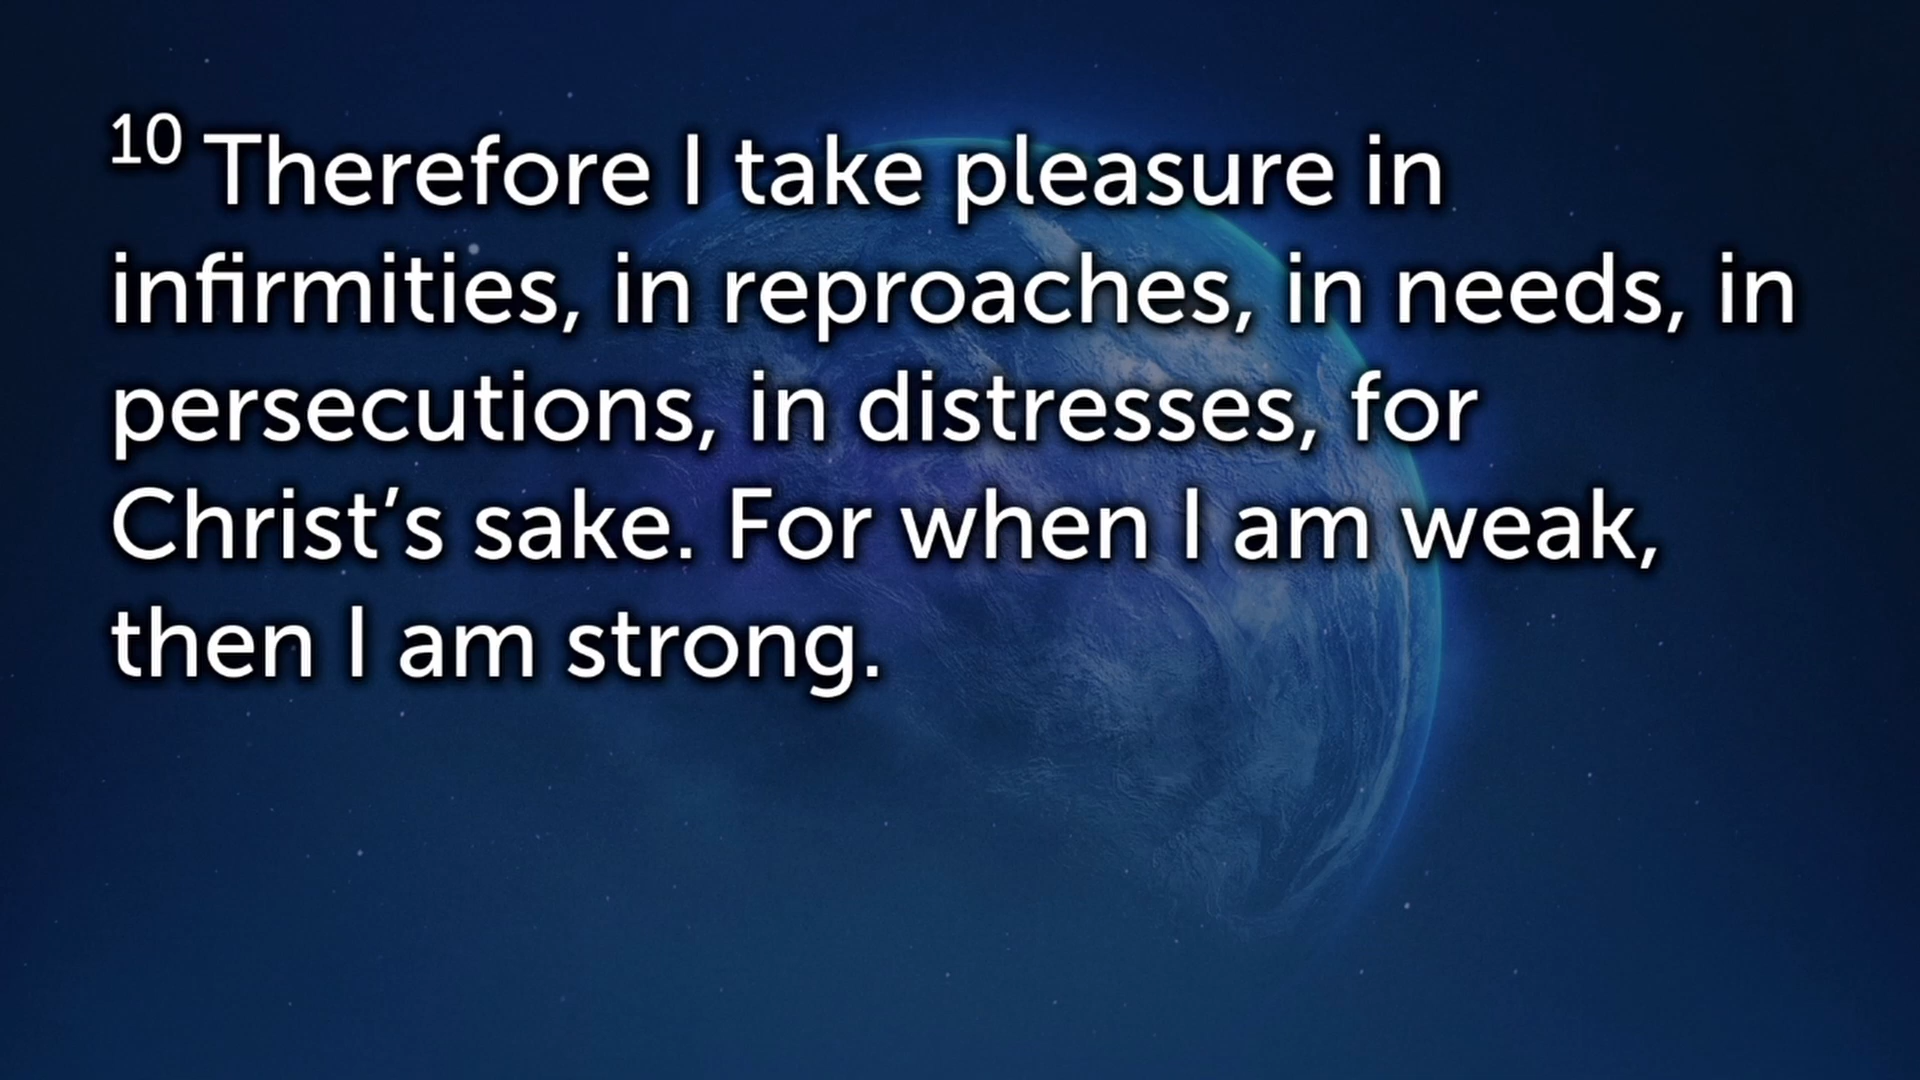 10 Therefore I take pleasure in
infirmities, in reproaches, in needs, in
persecutions, in distresses, for
Christ’s sake. For when I am weak,
then I am strong.